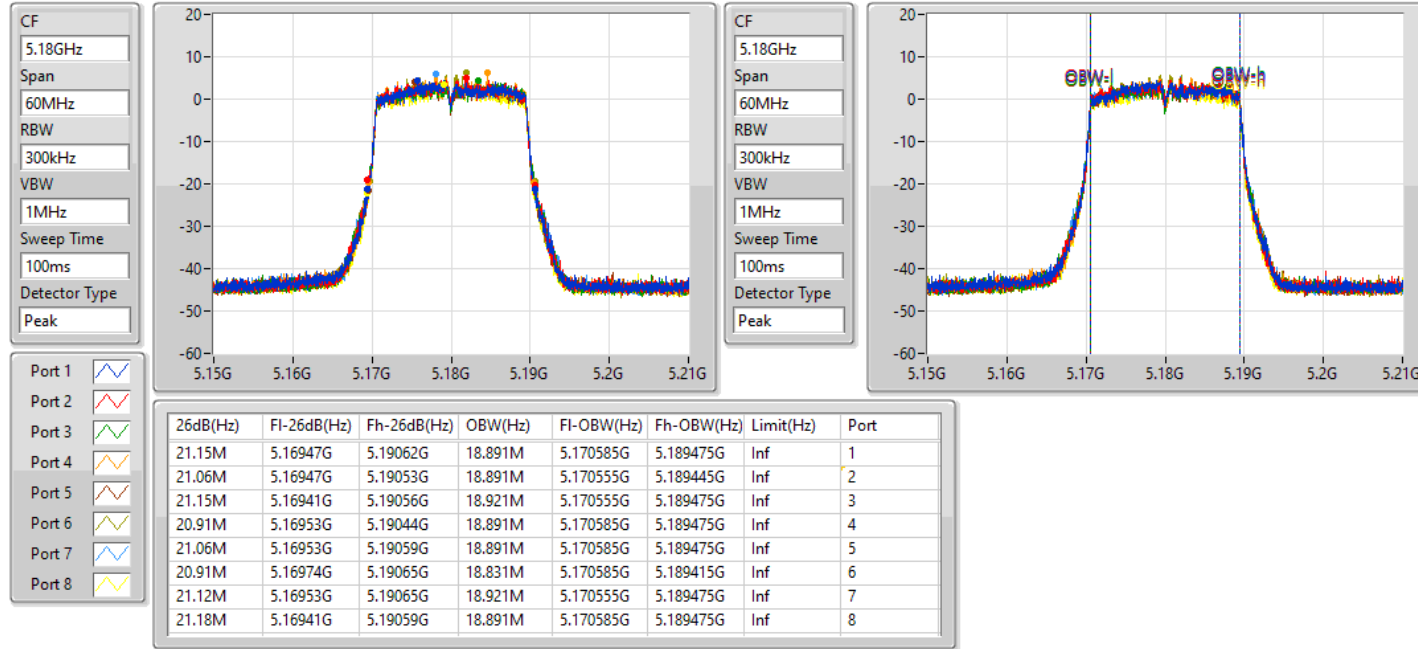 CF
5.18GHz
Span
60MHz
RBW
300kHz
VBW
1MHz
Sweep Time
100ms
Detector Type
Peak
20
10
0
-10
-20
-30
-40
-50
-60
5.15G 5.16G 5.17G 5.18G 5.19G 5.2G 5.21G
CF
5.18GHz
Span
60MHz
RBW
300kHz
VBW
1MHz
Sweep Time
100ms
Detector Type
Peak
20
10
0
-10
-20
-30
-40
-50
-60
OBW-l OBW-h
5.15G 5.16G 5.17G 5.18G 5.19G 5.2G 5.21G
Port 1
Port 2
Port 3
Port 4
Port 5
Port 6
Port 7
Port 8
26dB(Hz) Fl-26dB(Hz) Fh-26dB(Hz) OBW(Hz) Fl-OBW(Hz) Fh-OBW(Hz) Limit(Hz) Port
21.15M 5.16947G 5.19062G 18.891M 5.170585G 5.189475G Inf 1
21.06M 5.16947G 5.19053G 18.891M 5.170555G 5.189445G Inf 2
21.15M 5.16941G 5.19056G 18.921M 5.170555G 5.189475G Inf 3
20.91M 5.16953G 5.19044G 18.891M 5.170585G 5.189475G Inf 4
21.06M 5.16953G 5.19059G 18.891M 5.170585G 5.189475G Inf 5
20.91M 5.16974G 5.19065G 18.831M 5.170585G 5.189415G Inf 6
21.12M 5.16953G 5.19065G 18.921M 5.170555G 5.189475G Inf 7
21.18M 5.16941G 5.19059G 18.891M 5.170585G 5.189475G Inf 8